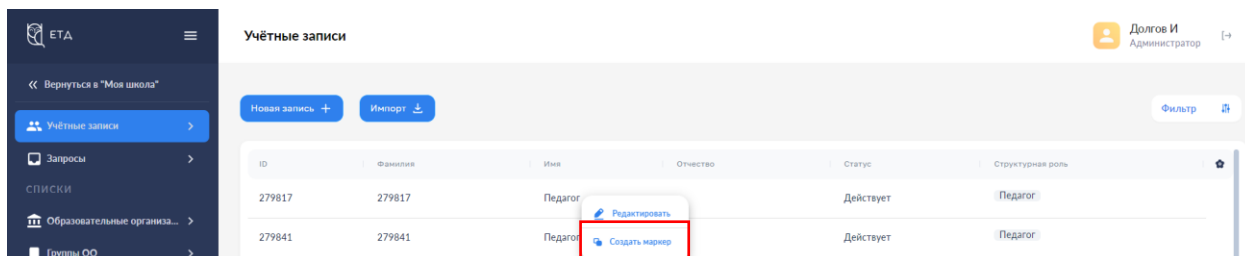 ЕТД
Учётные записи
Долгов И
Администратор
Вернуться в "Моя школа"
Новая запись +
Импорт
Фильтр
Учётные записи
Запросы
СПИСКИ
Образовательные организа...
Группы ОО
ID Фамилия Имя Отчество Статус Структурная роль
279817 279817 Педагог Действует Педагог
Редактировать
279841 279841 Педагог Действует Педагог
Создать маркер